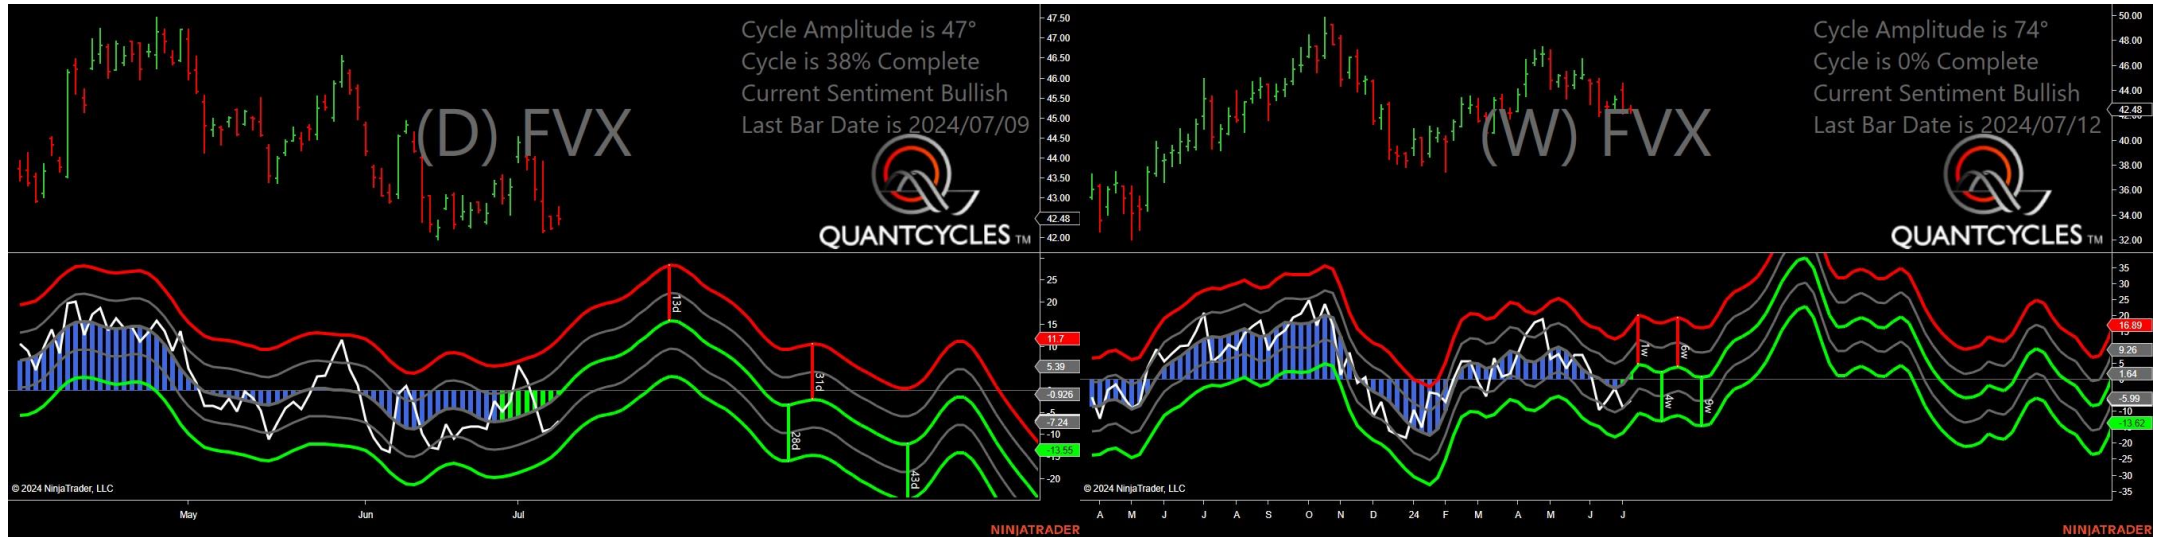 Cycle Amplitude is 47°
Cycle is 38% Complete
Current Sentiment Bullish
Last Bar Date is 2024/07/09
(D) FVX
QUANTCYCLES TM
47.50
47.00
46.50
46.00
45.50
45.00
44.50
44.00
43.50
43.00
42.48
42.00
25
20
15
11.7
10
5.39
-0.926
-5
-7.24
-10
-13.55
-20
13d
28d
31d
43d
© 2024 NinjaTrader, LLC
May
Jun
Jul
NINJATRADER
Cycle Amplitude is 74°
Cycle is 0% Complete
Current Sentiment Bullish
Last Bar Date is 2024/07/12
(W) FVX
QUANTCYCLES TM
50.00
48.00
46.00
44.00
42.48
40.00
38.00
36.00
34.00
32.00
35
30
25
20
16.89
9.26
5
1.64
-5.99
-10
-13.62
-20
-25
-30
-35
1w
4w
6w
9w
© 2024 NinjaTrader, LLC
A M J J A S O N D 24 F M A M J J
NINJATRADER